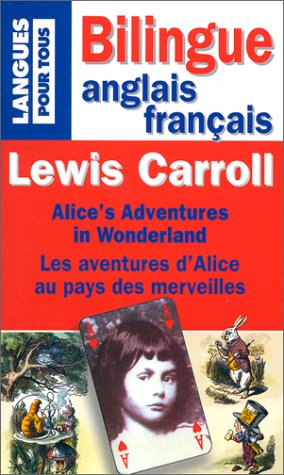 LANGUES
POUR TOUS
Bilingue
anglais
français
Lewis Carroll
Alice's Adventures
in Wonderland
Les aventures d'Alice
au pays des merveilles
A
A